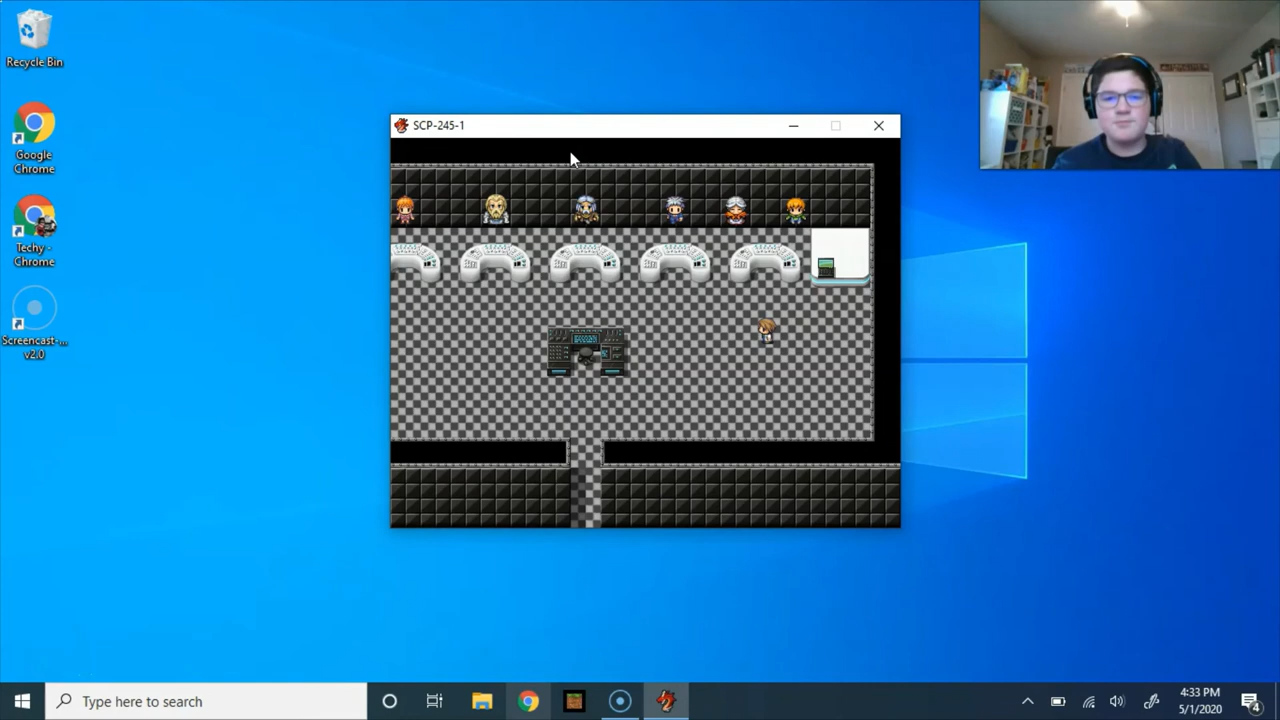 Recycle Bin
Google
Chrome
Techy -
Chrome
Screencast-...
v2.0
SCP-245-1
Type here to search
4:33 PM
5/1/2020
4